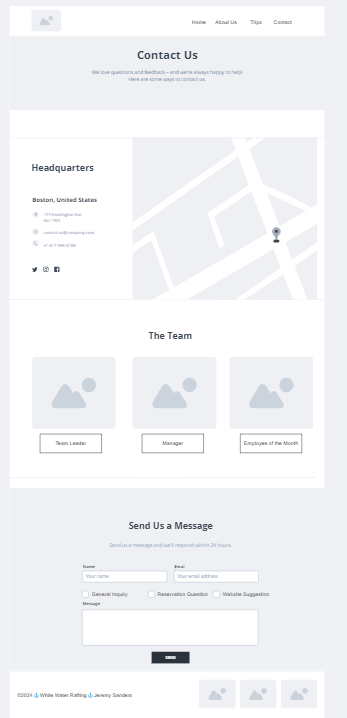 Home About Us Trips Contact
Contact Us
We love questions and feedback – and we're always happy to help!
Here are some ways to contact us.
Headquarters
Boston, United States
contact us@company.com
The Team
Team Leader Manager Employee of the Month
Send Us a Message
Send us a message and we'll respond within 24 hours.
Name Email
Your name Your email address
General Inquiry Reservation Question Website Suggestion
Message
SEND
©2024 ⚓ White Water Rafting ⚓ Jeremy Sanders